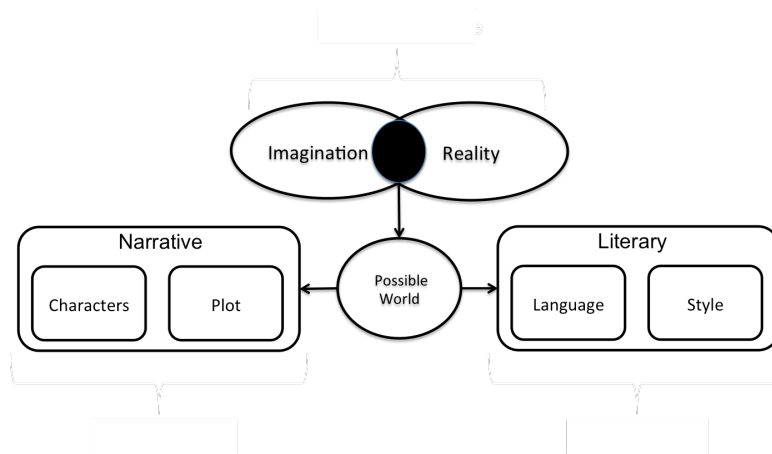 Imagination
Reality
Narrative
Literary
Possible
World
Characters
Plot
Language
Style